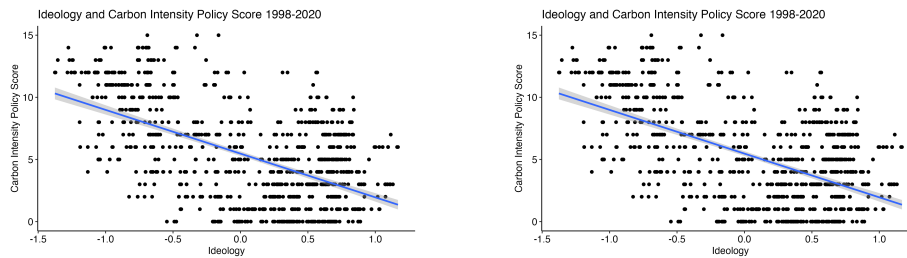 Ideology and Carbon Intensity Policy Score 1998-2020
Carbon Intensity Policy Score
15
10
5
0
-1.5 -1.0 -0.5 0.0 0.5 1.0
Ideology
Ideology and Carbon Intensity Policy Score 1998-2020
Carbon Intensity Policy Score
15
10
5
0
-1.5 -1.0 -0.5 0.0 0.5 1.0
Ideology